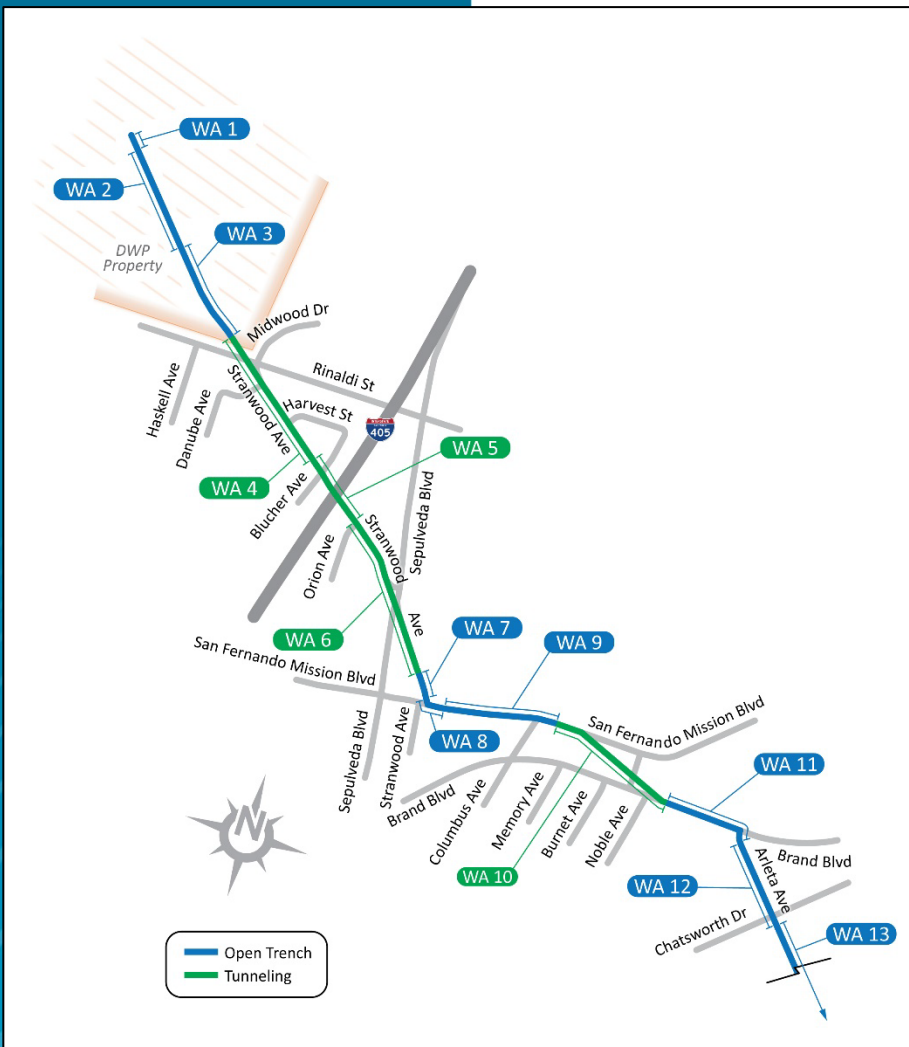 WA 1
WA 2
WA 3
DWP
Property
Midwood Dr
Rinaldi St
Haskell Ave
Danube Ave
Stranwood Ave
Harvest St
405
WA 5
WA 4
Blucher Ave
Stranwood
Ave
Sepulveda Blvd
Orion Ave
WA 6
WA 7
WA 9
San Fernando Mission Blvd
San Fernando Mission Blvd
WA 8
Stranwood Ave
Sepulveda Blvd
Brand Blvd
Columbus Ave
Memory Ave
Burnet Ave
Noble Ave
WA 11
WA 10
Brand Blvd
Arleta Ave
WA 12
Chatsworth Dr
WA 13
N
Open Trench
Tunneling